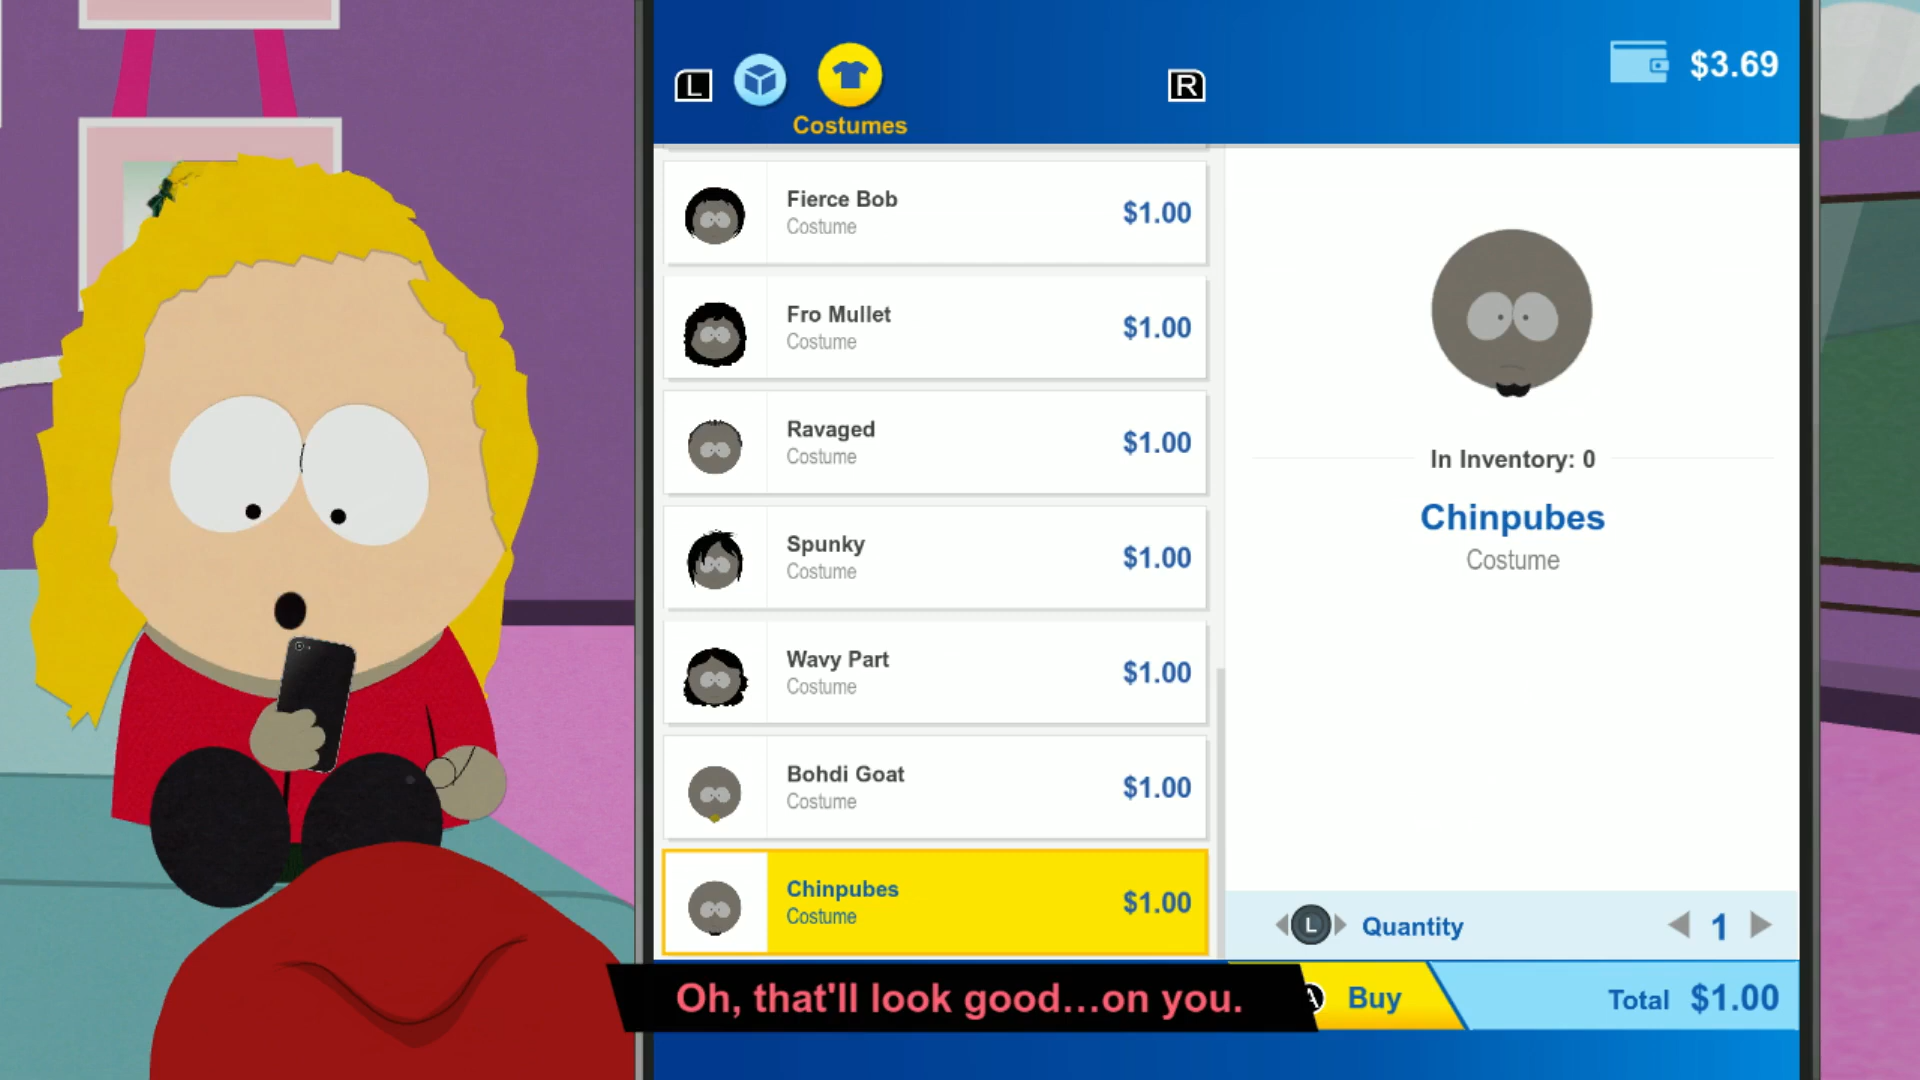 L
Costumes
R
$3.69
Fierce Bob
Costume
$1.00
Fro Mullet
Costume
$1.00
Ravaged
Costume
$1.00
Spunky
Costume
$1.00
Wavy Part
Costume
$1.00
Bohdi Goat
Costume
$1.00
Chinpubes
Costume
$1.00
In Inventory: 0
Chinpubes
Costume
L
Quantity
1
A
Buy
Total $1.00
Oh, that'll look good...on you.